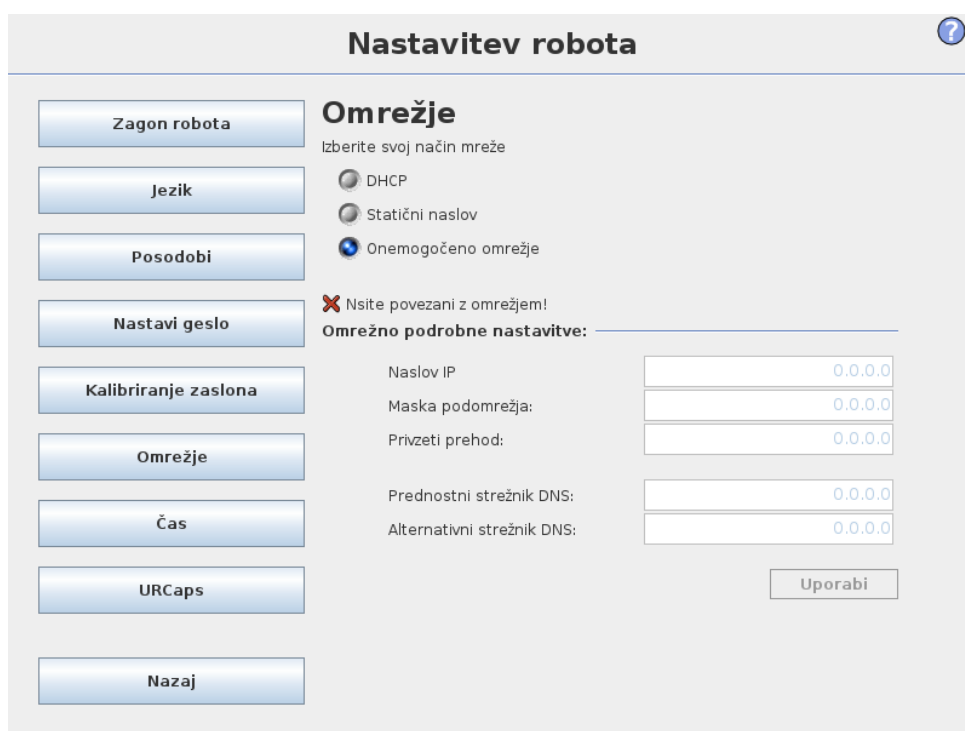 Nastavitev robota
?
Zagon robota
Jezik
Posodobi
Nastavi geslo
Kalibriranje zaslona
Omrežje
Čas
URCaps
Nazaj
Omrežje
Izberite svoj način mreže
DHCP
Statični naslov
Onemogočeno omrežje
Nsite povezani z omrežjem!
Omrežno podrobne nastavitve:
Naslov IP 0.0.0.0
Maska podomrežja: 0.0.0.0
Privzeti prehod: 0.0.0.0
Prednostni strežnik DNS: 0.0.0.0
Alternativni strežnik DNS: 0.0.0.0
Uporabi